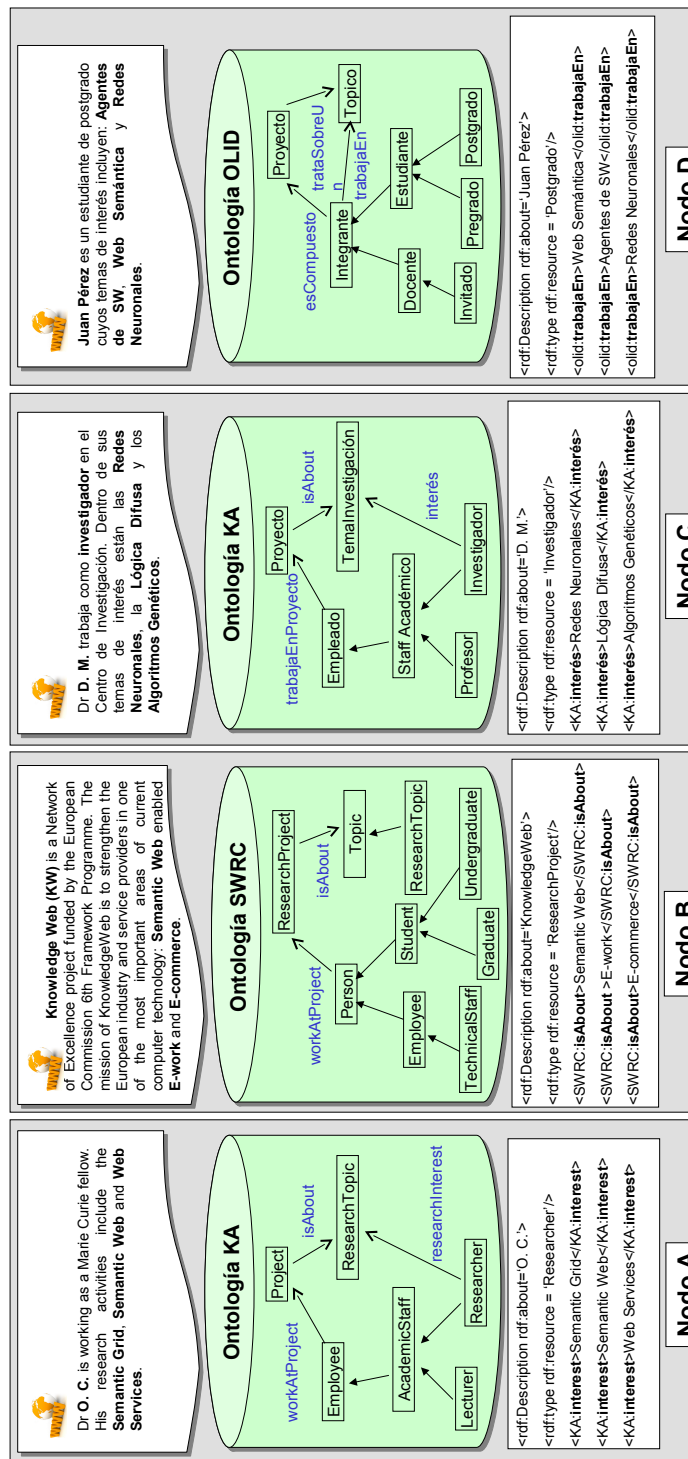 WWW
Dr O. C. is working as a Marie Curie fellow.
His research activities include the
Semantic Grid, Semantic Web and Web
Services.
Ontología KA
Project
workAtProject
isAbout
Employee
ResearchTopic
AcademicStaff
researchInterest
Lecturer
Researcher
<rdf:Description rdf:about='O. C.'>
<rdf:type rdf:resource = 'Researcher'/>
<KA:interest>Semantic Grid</KA:interest>
<KA:interest>Semantic Web</KA:interest>
<KA:interest>Web Services</KA:interest>
Nodo A
WWW
Knowledge Web (KW) is a Network
of Excellence project funded by the European
Commission 6th Framework Programme. The
mission of KnowledgeWeb is to strengthen the
European industry and service providers in one
of the most important areas of current
computer technology: Semantic Web enabled
E-work and E-commerce.
Ontología SWRC
ResearchProject
workAtProject
isAbout
Person
Topic
Employee
Student
ResearchTopic
TechnicalStaff
Graduate
Undergraduate
<rdf:Description rdf:about='KnowledgeWeb'>
<rdf:type rdf:resource = 'ResearchProject'/>
<SWRC:isAbout>Semantic Web</SWRC:isAbout>
<SWRC:isAbout >E-work</SWRC:isAbout>
<SWRC:isAbout>E-commerce</SWRC:isAbout>
Nodo B
WWW
Dr D. M. trabaja como investigador en el
Centro de Investigación. Dentro de sus
temas de interés están las Redes
Neuronales, la Lógica Difusa y los
Algoritmos Genéticos.
Ontología KA
Proyecto
trabajaEnProyecto
isAbout
Empleado
TemaInvestigación
Staff Académico
interés
Profesor
Investigador
<rdf:Description rdf:about='D. M.'>
<rdf:type rdf:resource = 'Investigador'/>
<KA:interés>Redes Neuronales</KA:interés>
<KA:interés>Lógica Difusa</KA:interés>
<KA:interés>Algoritmos Genéticos</KA:interés>
Nodo C
WWW
Juan Pérez es un estudiante de postgrado
cuyos temas de interés incluyen: Agentes
de SW, Web Semántica y Redes
Neuronales.
Ontología OLID
Proyecto
esCompuesto
trataSobreU
n
Integrante
Topico
trabajaEn
Docente
Estudiante
Invitado
Pregrado
Postgrado
<rdf:Description rdf:about='Juan Pérez'>
<rdf:type rdf:resource = 'Postgrado'/>
<olid:trabajaEn>Web Semántica</olid:trabajaEn>
<olid:trabajaEn>Agentes de SW</olid:trabajaEn>
<olid:trabajaEn>Redes Neuronales</olid:trabajaEn>
Nodo D